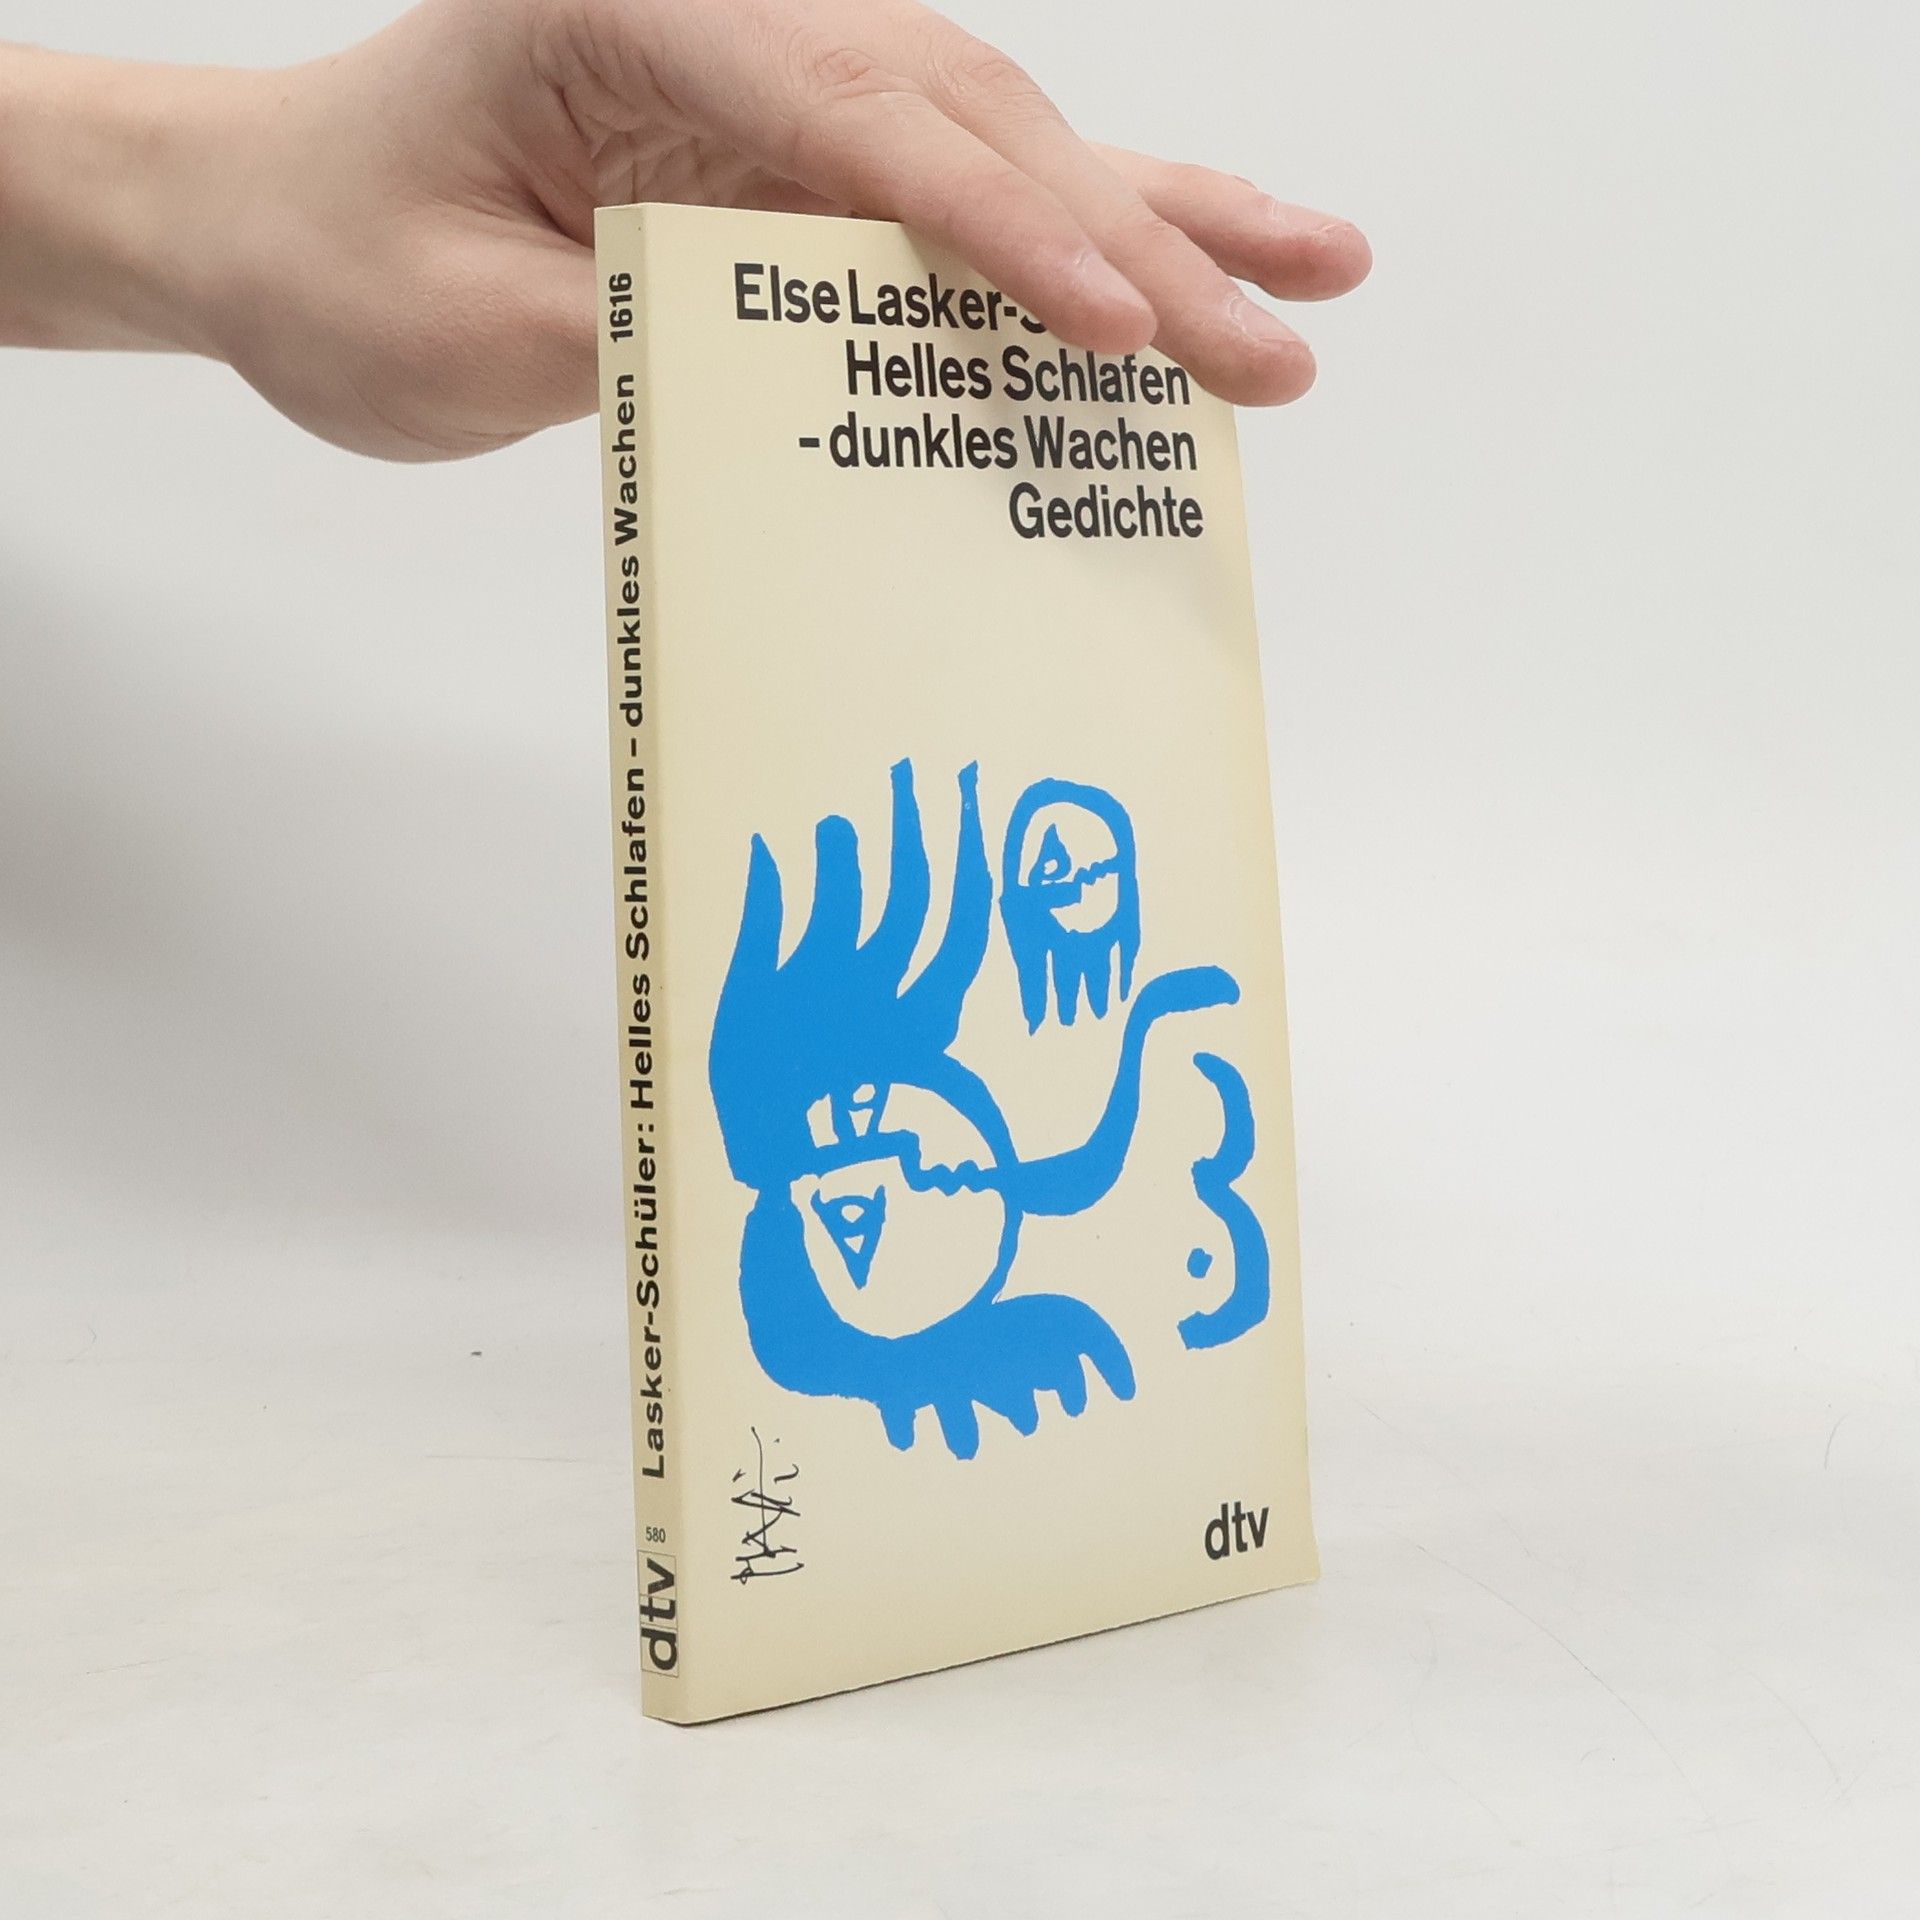 Else Lasker-S
Helles Schlafen
- dunkles Wachen
Gedichte
dtv
Lasker-Schüler: Helles Schlafen – dunkles Wachen 1616
580
dtv